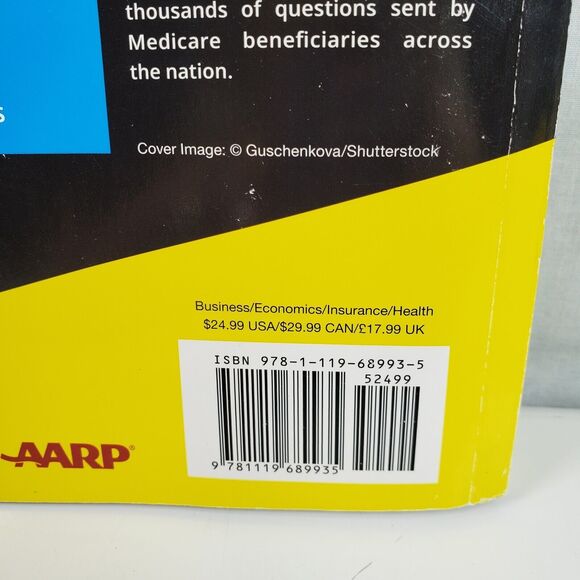 thousands of questions sent by
Medicare beneficiaries across
the nation.
s
Cover Image: © Guschenkova/Shutterstock
Business/Economics/Insurance/Health
$24.99 USA/$29.99 CAN/£17.99 UK
ISBN 978-1-119-68993-5
52499
9 781119 689935
AARP®